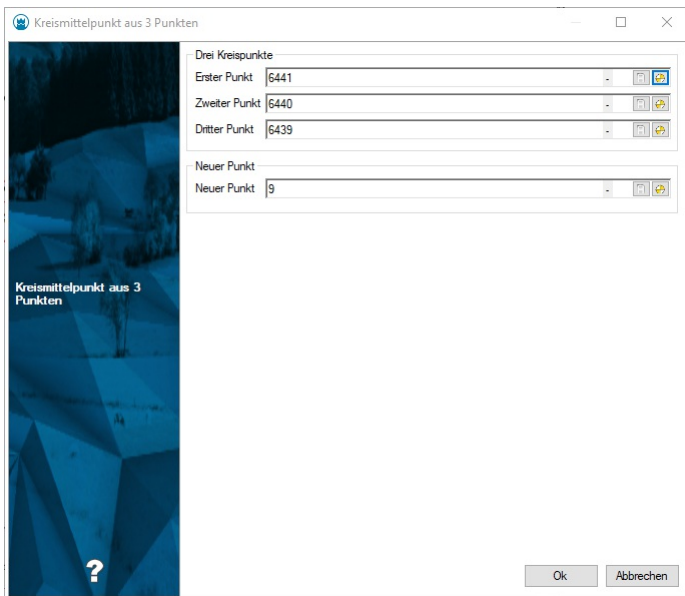 Kreismittelpunkt aus 3 Punkten
Drei Kreispunkte
Erster Punkt 6441 -
Zweiter Punkt 6440 -
Dritter Punkt 6439 -
Neuer Punkt
Neuer Punkt 9 -
Kreismittelpunkt aus 3
Punkten
?
Ok Abbrechen